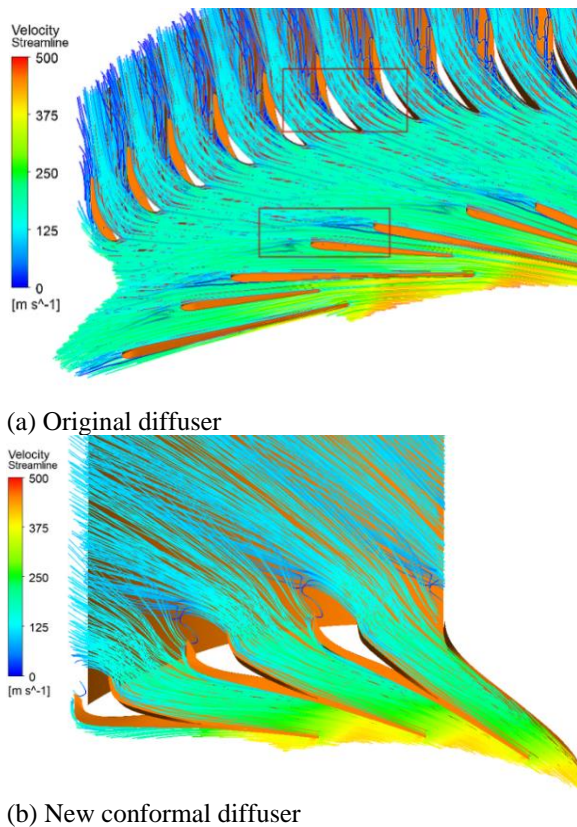 Velocity
Streamline
500
375
250
125
0
[m s^-1]
(a) Original diffuser
Velocity
Streamline
500
375
250
125
0
[m s^-1]
(b) New conformal diffuser